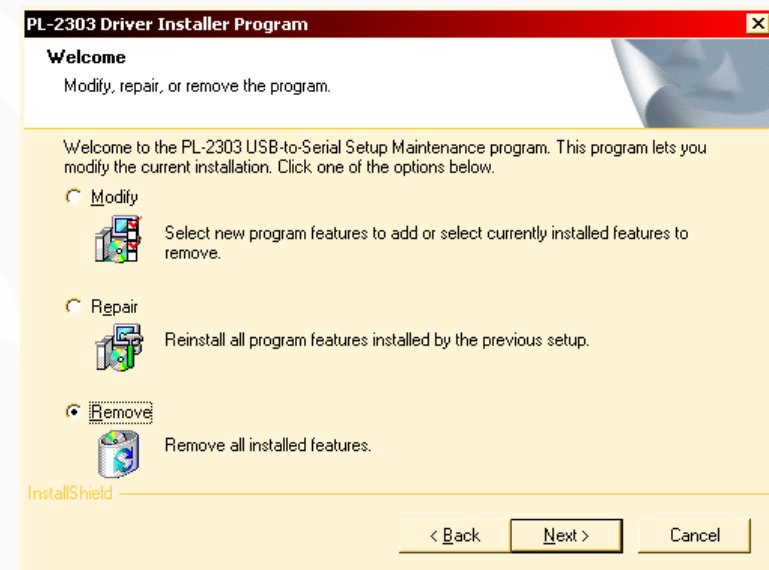 PL-2303 Driver Installer Program
Welcome
Modify, repair, or remove the program.
Welcome to the PL-2303 USB-to-Serial Setup Maintenance program. This program lets you
modify the current installation. Click one of the options below.
Modify
Select new program features to add or select currently installed features to
remove.
Repair
Reinstall all program features installed by the previous setup.
Remove
Remove all installed features.
InstallShield
< Back Next > Cancel